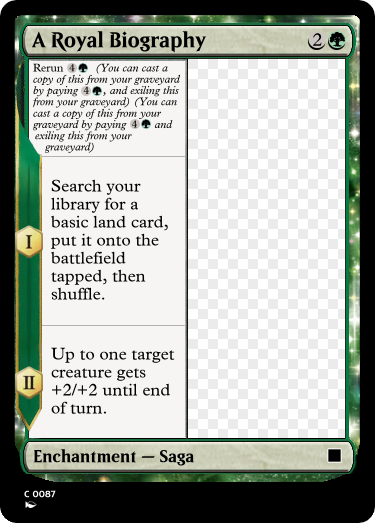 A Royal Biography 2
Rerun 4 (You can cast a
copy of this from your graveyard
by paying 4 , and exiling this
from your graveyard) (You can
cast a copy of this from your
graveyard by paying 4 and
exiling this from your
graveyard)
I
Search your
library for a
basic land card,
put it onto the
battlefield
tapped, then
shuffle.
II
Up to one target
creature gets
+2/+2 until end
of turn.
Enchantment — Saga
C 0087